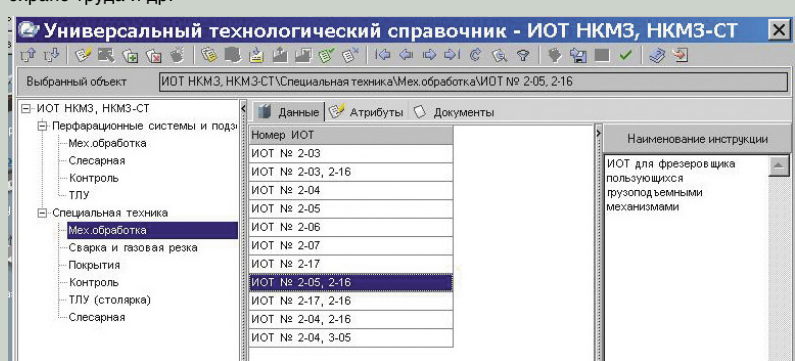 охране труда и др.
Универсальный технологический справочник - ИОТ НКМЗ, НКМЗ-СТ
Выбранный объект
ИОТ НКМЗ, НКМЗ-СТ\Специальная техника\Мех.обработка\ИОТ № 2-05, 2-16
ИОТ НКМЗ, НКМЗ-СТ
Перфарационные системы и подз
Мех.обработка
Слесарная
Контроль
ТЛУ
Специальная техника
Мех.обработка
Сварка и газовая резка
Покрытия
Контроль
ТЛУ (столярка)
Слесарная
Данные Атрибуты Документы
Номер ИОТ
ИОТ № 2-03
ИОТ № 2-03, 2-16
ИОТ № 2-04
ИОТ № 2-05
ИОТ № 2-06
ИОТ № 2-07
ИОТ № 2-17
ИОТ № 2-05, 2-16
ИОТ № 2-17, 2-16
ИОТ № 2-04, 2-16
ИОТ № 2-04, 3-05
Наименование инструкции
ИОТ для фрезеровщика
пользующихся
грузоподъемными
механизмами